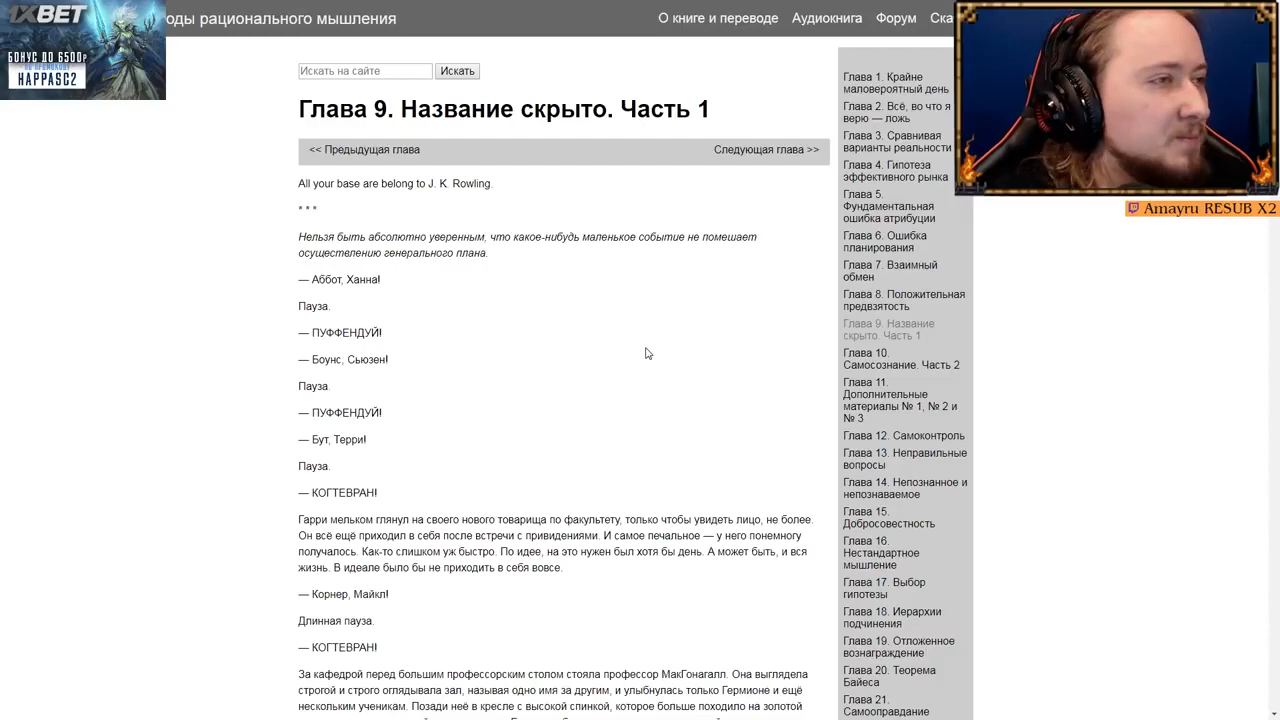 1XBET
БОНУС ДО 6500₽
ПО ПРОМОКОДУ
HAPPASC2
оды рационального мышления
О книге и переводе
Аудиокнига
Форум
Ска
Искать на сайте
Искать
Глава 9. Название скрыто. Часть 1
<< Предыдущая глава
Следующая глава >>
All your base are belong to J. K. Rowling.
* * *
Нельзя быть абсолютно уверенным, что какое-нибудь маленькое событие не помешает
осуществлению генерального плана.
— Аббот, Ханна!
Пауза.
— ПУФФЕНДУЙ!
— Боунс, Сьюзен!
Пауза.
— ПУФФЕНДУЙ!
— Бут, Терри!
Пауза.
— КОГТЕВРАН!
Гарри мельком глянул на своего нового товарища по факультету, только чтобы увидеть лицо, не более.
Он всё ещё приходил в себя после встречи с привидениями. И самое печальное — у него понемногу
получалось. Как-то слишком уж быстро. По идее, на это нужен был хотя бы день. А может быть, и вся
жизнь. В идеале было бы не приходить в себя вовсе.
— Корнер, Майкл!
Длинная пауза.
— КОГТЕВРАН!
За кафедрой перед большим профессорским столом стояла профессор МакГонагалл. Она выглядела
строгой и строго оглядывала зал, называя одно имя за другим, и улыбнулась только Гермионе и ещё
нескольким ученикам. Позади неё в кресле с высокой спинкой, которое больше походило на золотой
Глава 1. Крайне
маловероятный день
Глава 2. Всё, во что я
верю — ложь
Глава 3. Сравнивая
варианты реальности
Глава 4. Гипотеза
эффективного рынка
Глава 5.
Фундаментальная
ошибка атрибуции
Глава 6. Ошибка
планирования
Глава 7. Взаимный
обмен
Глава 8. Положительная
предвзятость
Глава 9. Название
скрыто. Часть 1
Глава 10.
Самосознание. Часть 2
Глава 11.
Дополнительные
материалы № 1, № 2 и
№ 3
Глава 12. Самоконтроль
Глава 13. Неправильные
вопросы
Глава 14. Непознанное и
непознаваемое
Глава 15.
Добросовестность
Глава 16.
Нестандартное
мышление
Глава 17. Выбор
гипотезы
Глава 18. Иерархии
подчинения
Глава 19. Отложенное
вознаграждение
Глава 20. Теорема
Байеса
Глава 21.
Самооправдание
Amayru RESUB X2